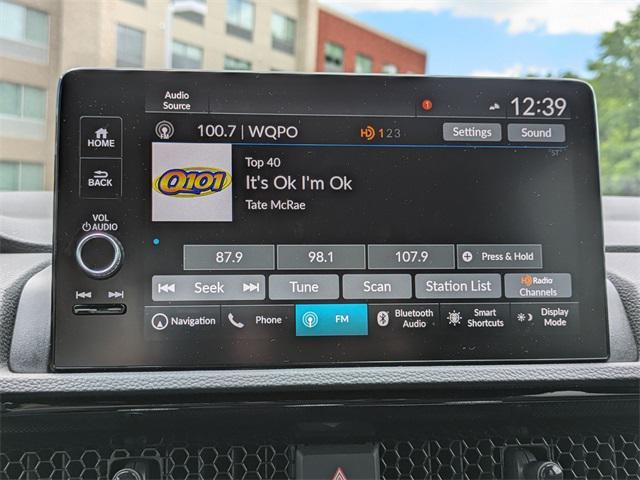 Audio
Source
1
12:39
HOME
100.7 | WQPO
HD 1 2 3
Settings
Sound
Top 40
Q101
It's Ok I'm Ok
Tate McRae
BACK
VOL
AUDIO
87.9
98.1
107.9
Press & Hold
Seek
Tune
Scan
Station List
HD Radio
Channels
Navigation
Phone
FM
Bluetooth
Audio
Smart
Shortcuts
Display
Mode